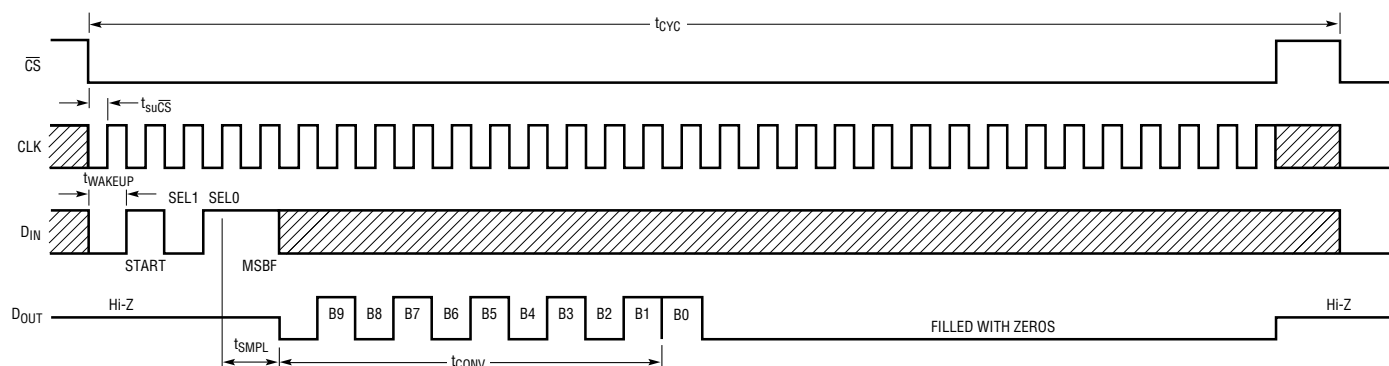 tCYC
CS
tsuCS
CLK
tWAKEUP
SEL1 SEL0
DIN
START MSBF
Hi-Z
DOUT
B9 B8 B7 B6 B5 B4 B3 B2 B1 B0
FILLED WITH ZEROS
Hi-Z
tSMPL
tCONV